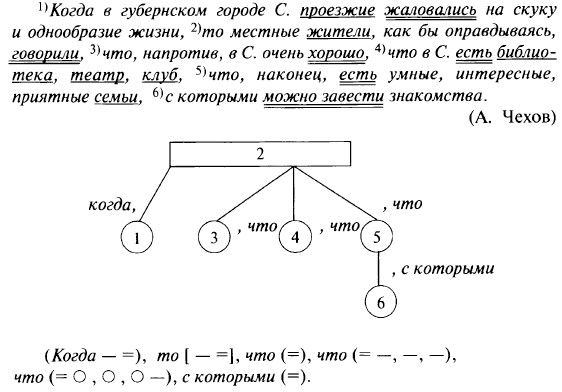 ¹⁾Когда в губернском городе С. проезжие жаловались на скуку
и однообразие жизни, ²⁾то местные жители, как бы оправдываясь,
говорили, ³⁾что, напротив, в С. очень хорошо, ⁴⁾что в С. есть библио-
тека, театр, клуб, ⁵⁾что, наконец, есть умные, интересные,
приятные семьи, ⁶⁾с которыми можно завести знакомства.
(А. Чехов)
2
когда, , что , что , что
1 3 4 5
, с которыми
6
(Когда — =), то [ — =], что (=), что (= —, —, —),
что (= ○ , ○ , ○ —), с которыми (=).